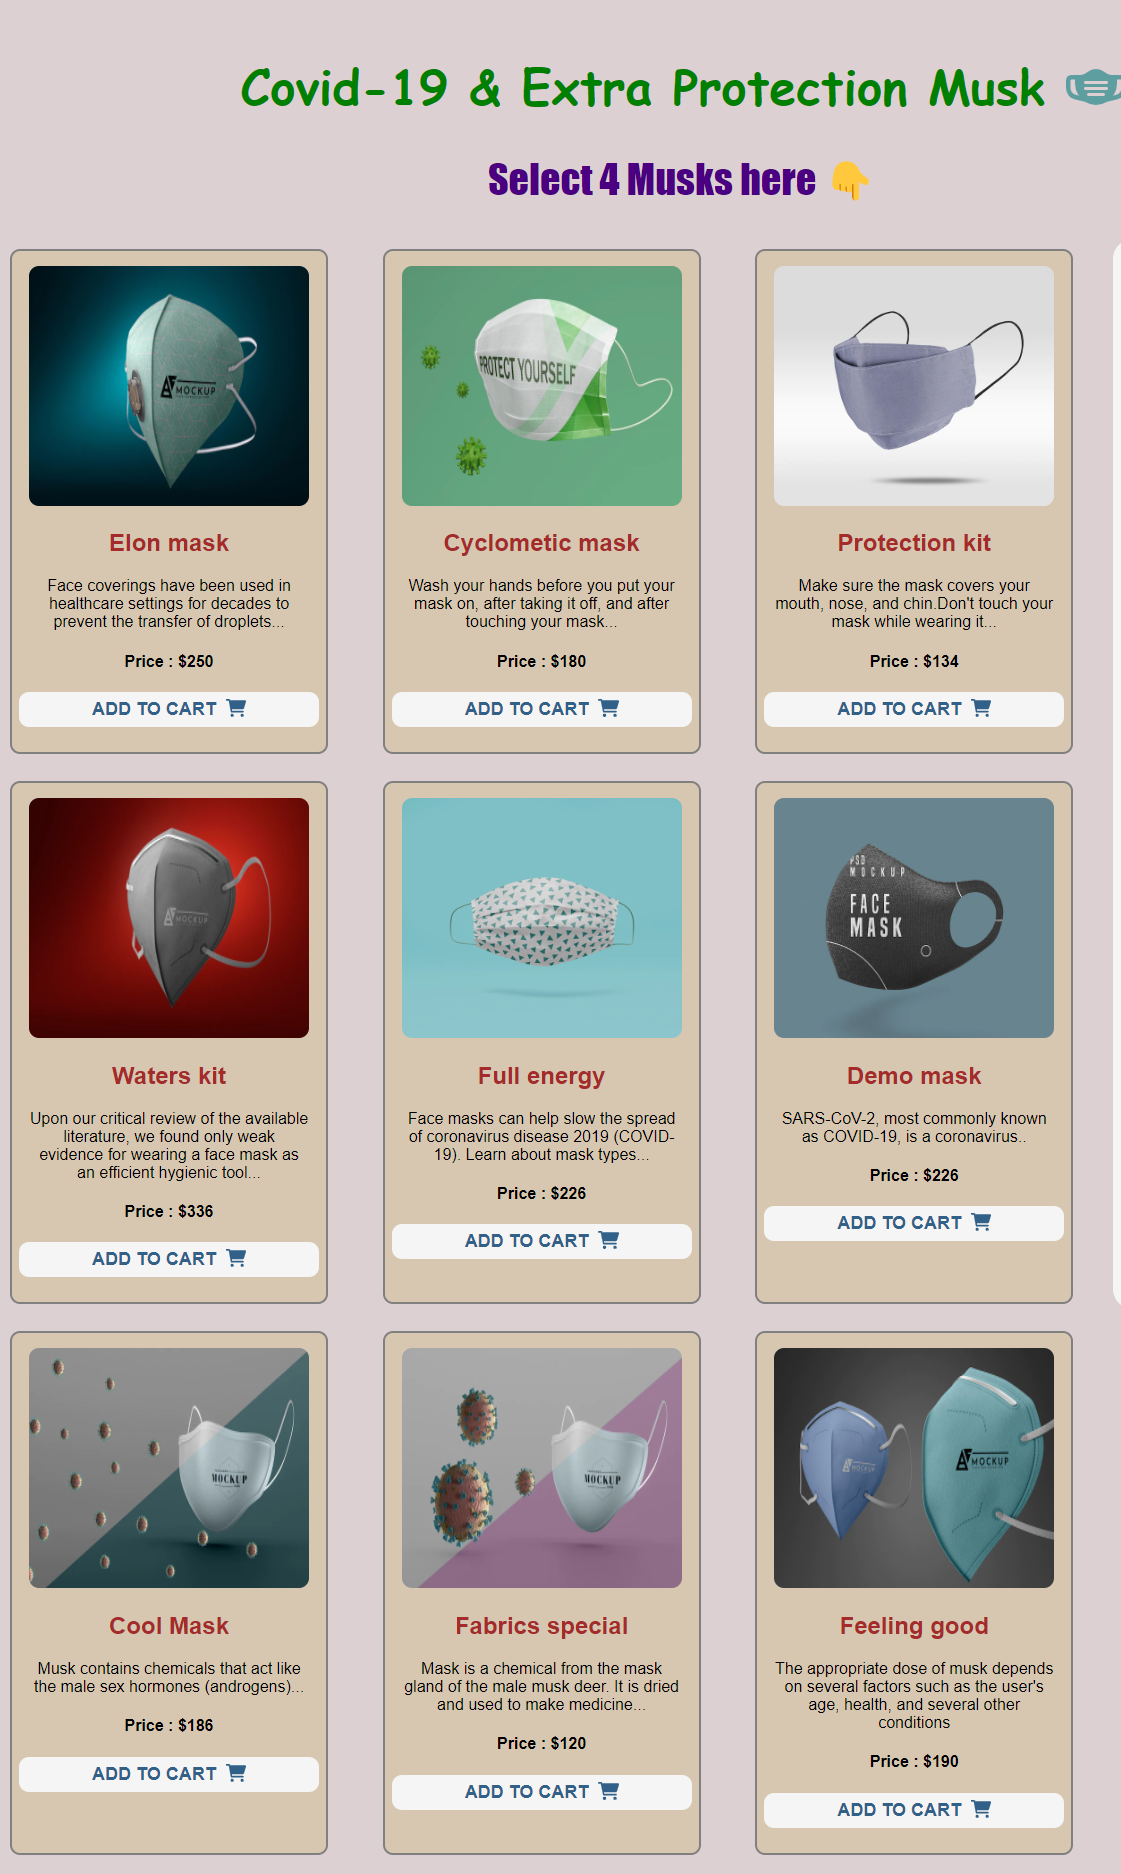 Covid-19 & Extra Protection Musk
Select 4 Musks here
MOCKUP
PROTECT YOURSELF
Elon mask
Face coverings have been used in
healthcare settings for decades to
prevent the transfer of droplets...
Price : $250
ADD TO CART
Cyclometic mask
Wash your hands before you put your
mask on, after taking it off, and after
touching your mask...
Price : $180
ADD TO CART
Protection kit
Make sure the mask covers your
mouth, nose, and chin.Don't touch your
mask while wearing it...
Price : $134
ADD TO CART
MOCKUP
PSD
MOCKUP
FACE
MASK
Waters kit
Upon our critical review of the available
literature, we found only weak
evidence for wearing a face mask as
an efficient hygienic tool...
Price : $336
ADD TO CART
Full energy
Face masks can help slow the spread
of coronavirus disease 2019 (COVID-
19). Learn about mask types...
Price : $226
ADD TO CART
Demo mask
SARS-CoV-2, most commonly known
as COVID-19, is a coronavirus..
Price : $226
ADD TO CART
MOCKUP
MOCKUP
MOCKUP
MOCKUP
Cool Mask
Musk contains chemicals that act like
the male sex hormones (androgens)...
Price : $186
ADD TO CART
Fabrics special
Mask is a chemical from the mask
gland of the male musk deer. It is dried
and used to make medicine...
Price : $120
ADD TO CART
Feeling good
The appropriate dose of musk depends
on several factors such as the user's
age, health, and several other
conditions
Price : $190
ADD TO CART